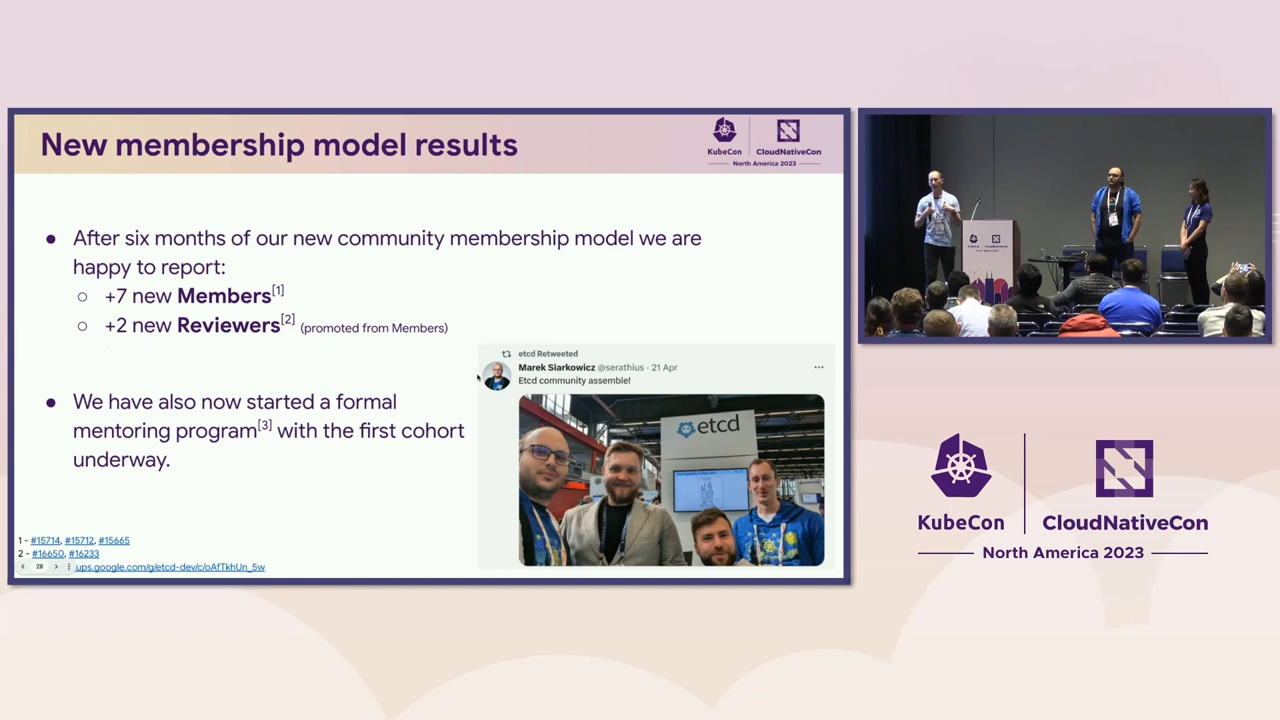 New membership model results
KubeCon
CloudNativeCon
North America 2023
● After six months of our new community membership model we are
happy to report:
○ +7 new Members[1]
○ +2 new Reviewers[2] (promoted from Members)
● We have also now started a formal
mentoring program[3] with the first cohort
underway.
etcd Retweeted
Marek Siarkowicz @serathius · 21 Apr
Etcd community assemble!
etcd
1 - #15714, #15712, #15665
2 - #16650, #16233
28
ups.google.com/g/etcd-dev/c/oAfTkhUn_5w
KubeCon
CloudNativeCon
North America 2023